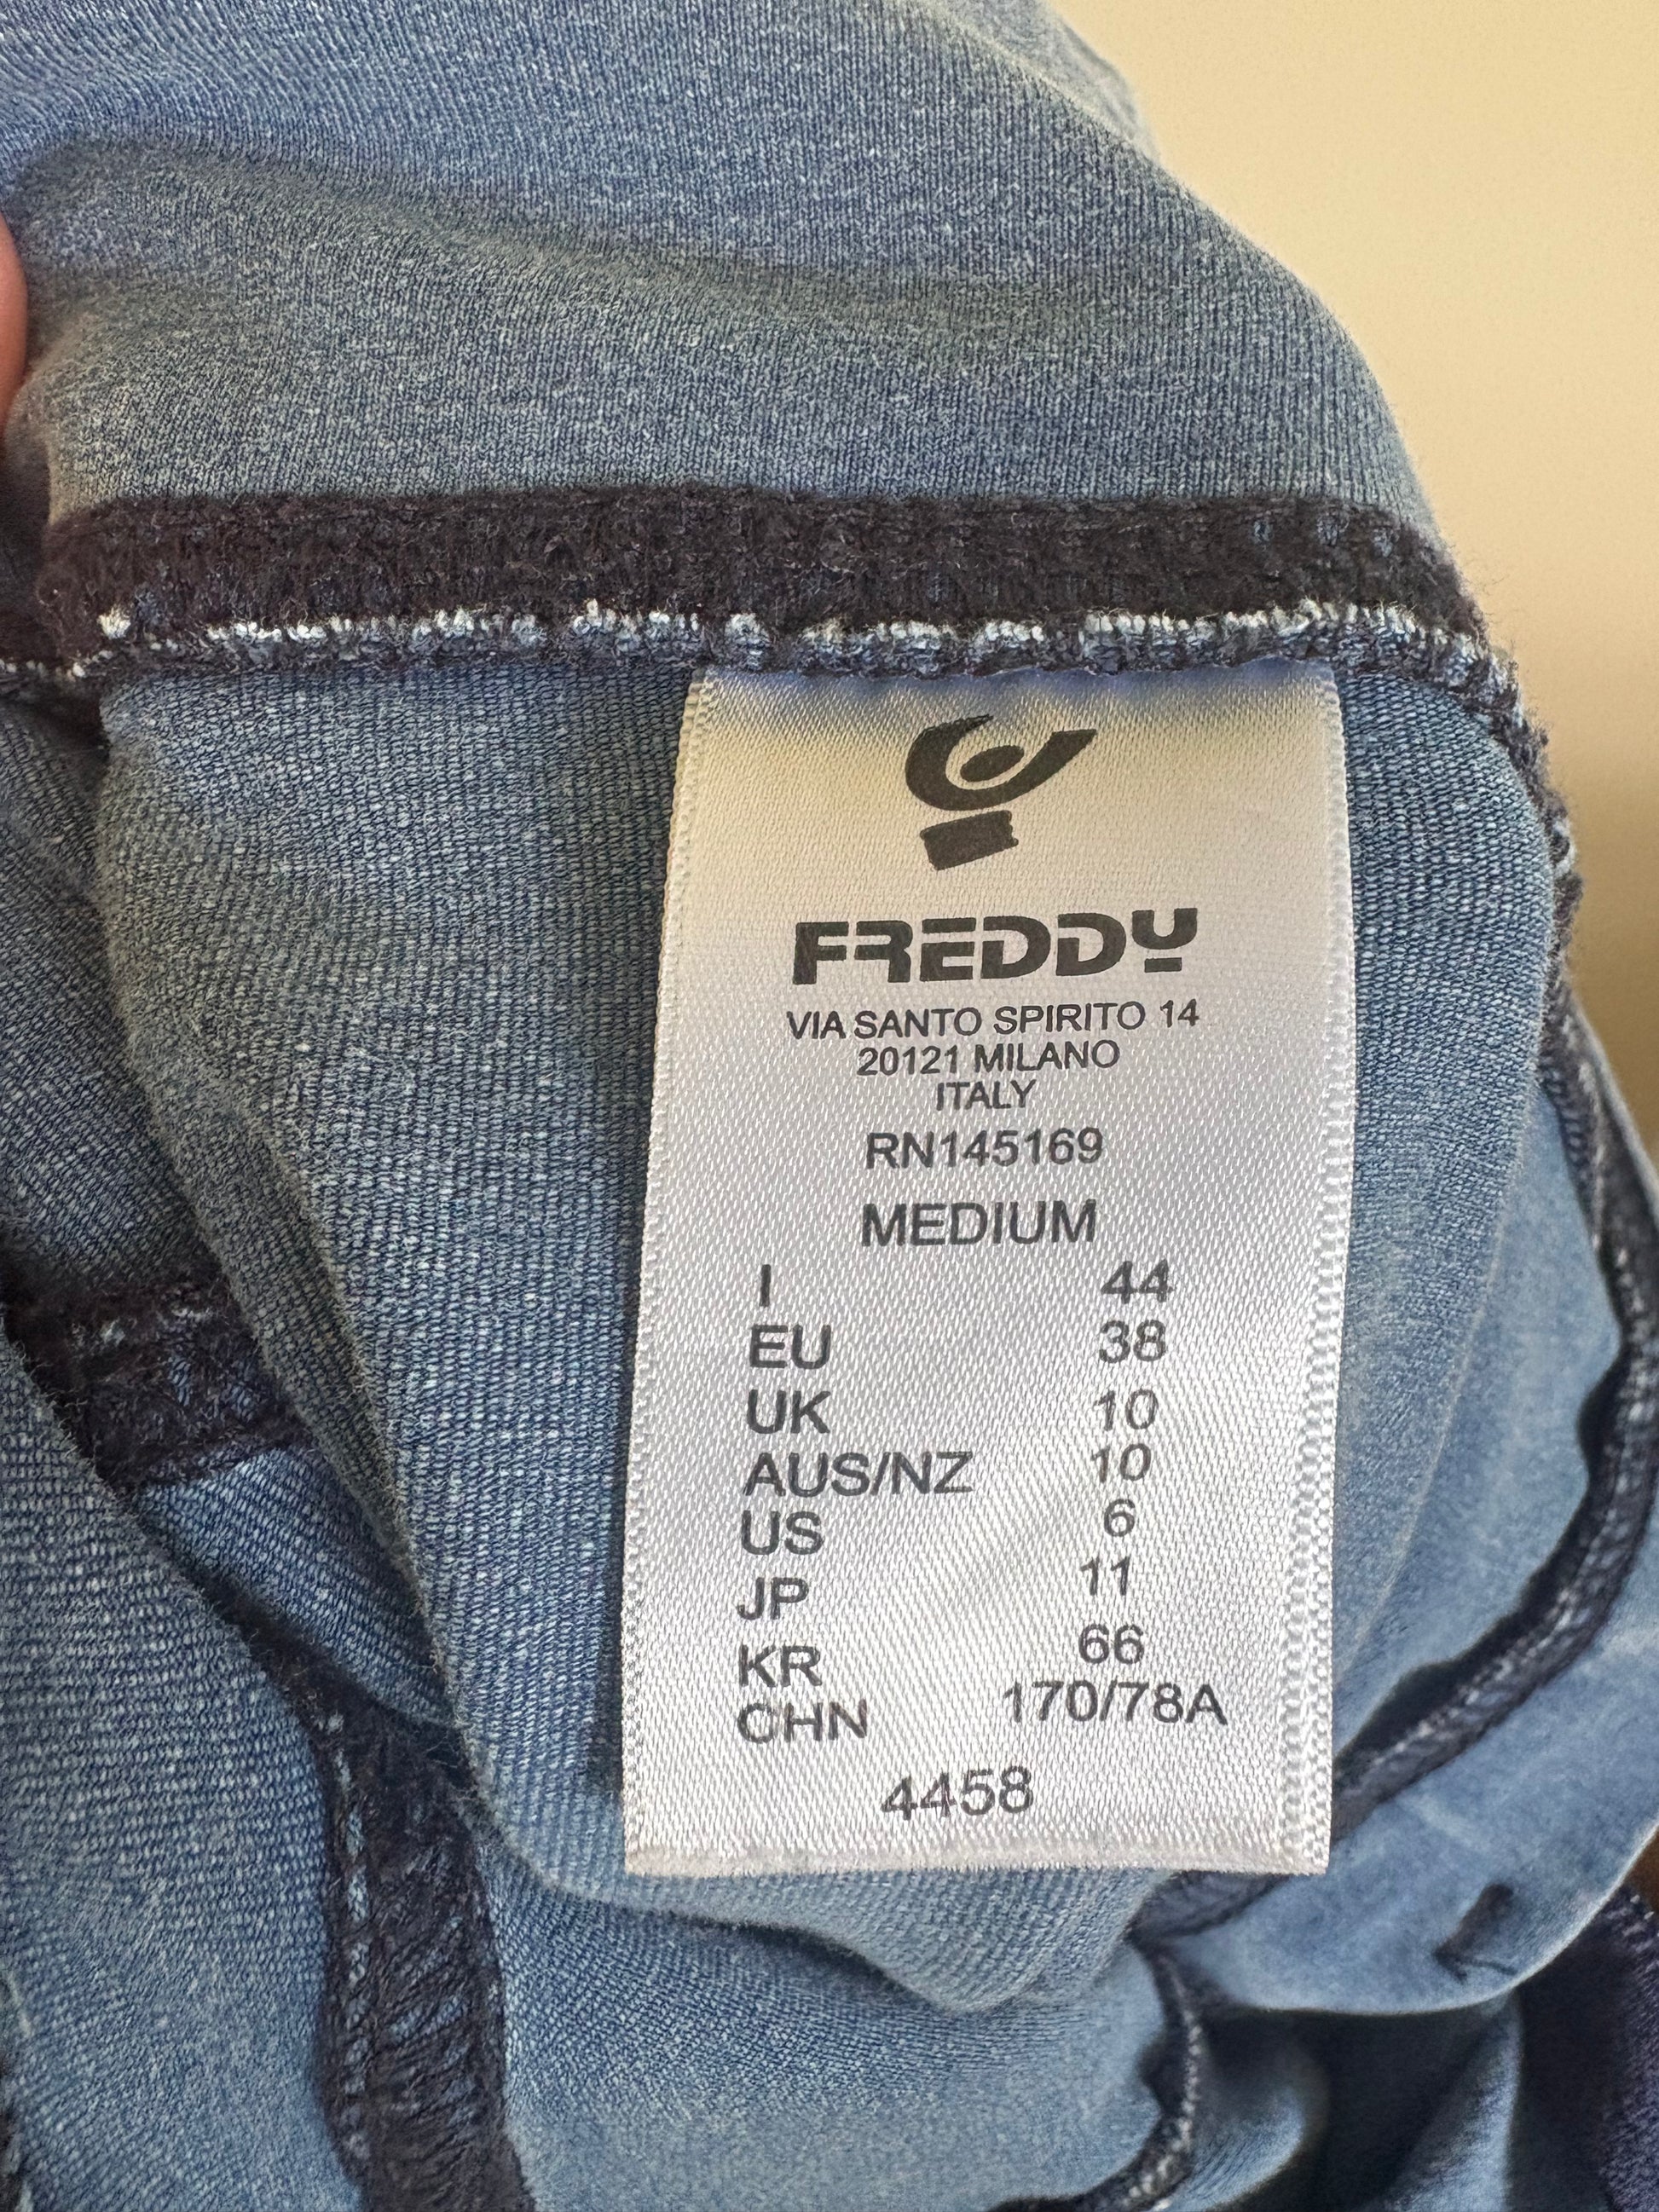 FREDDY
VIA SANTO SPIRITO 14
20121 MILANO
ITALY
RN145169
MEDIUM
I 44
EU 38
UK 10
AUS/NZ 10
US 6
JP 11
KR 66
CHN 170/78A
4458